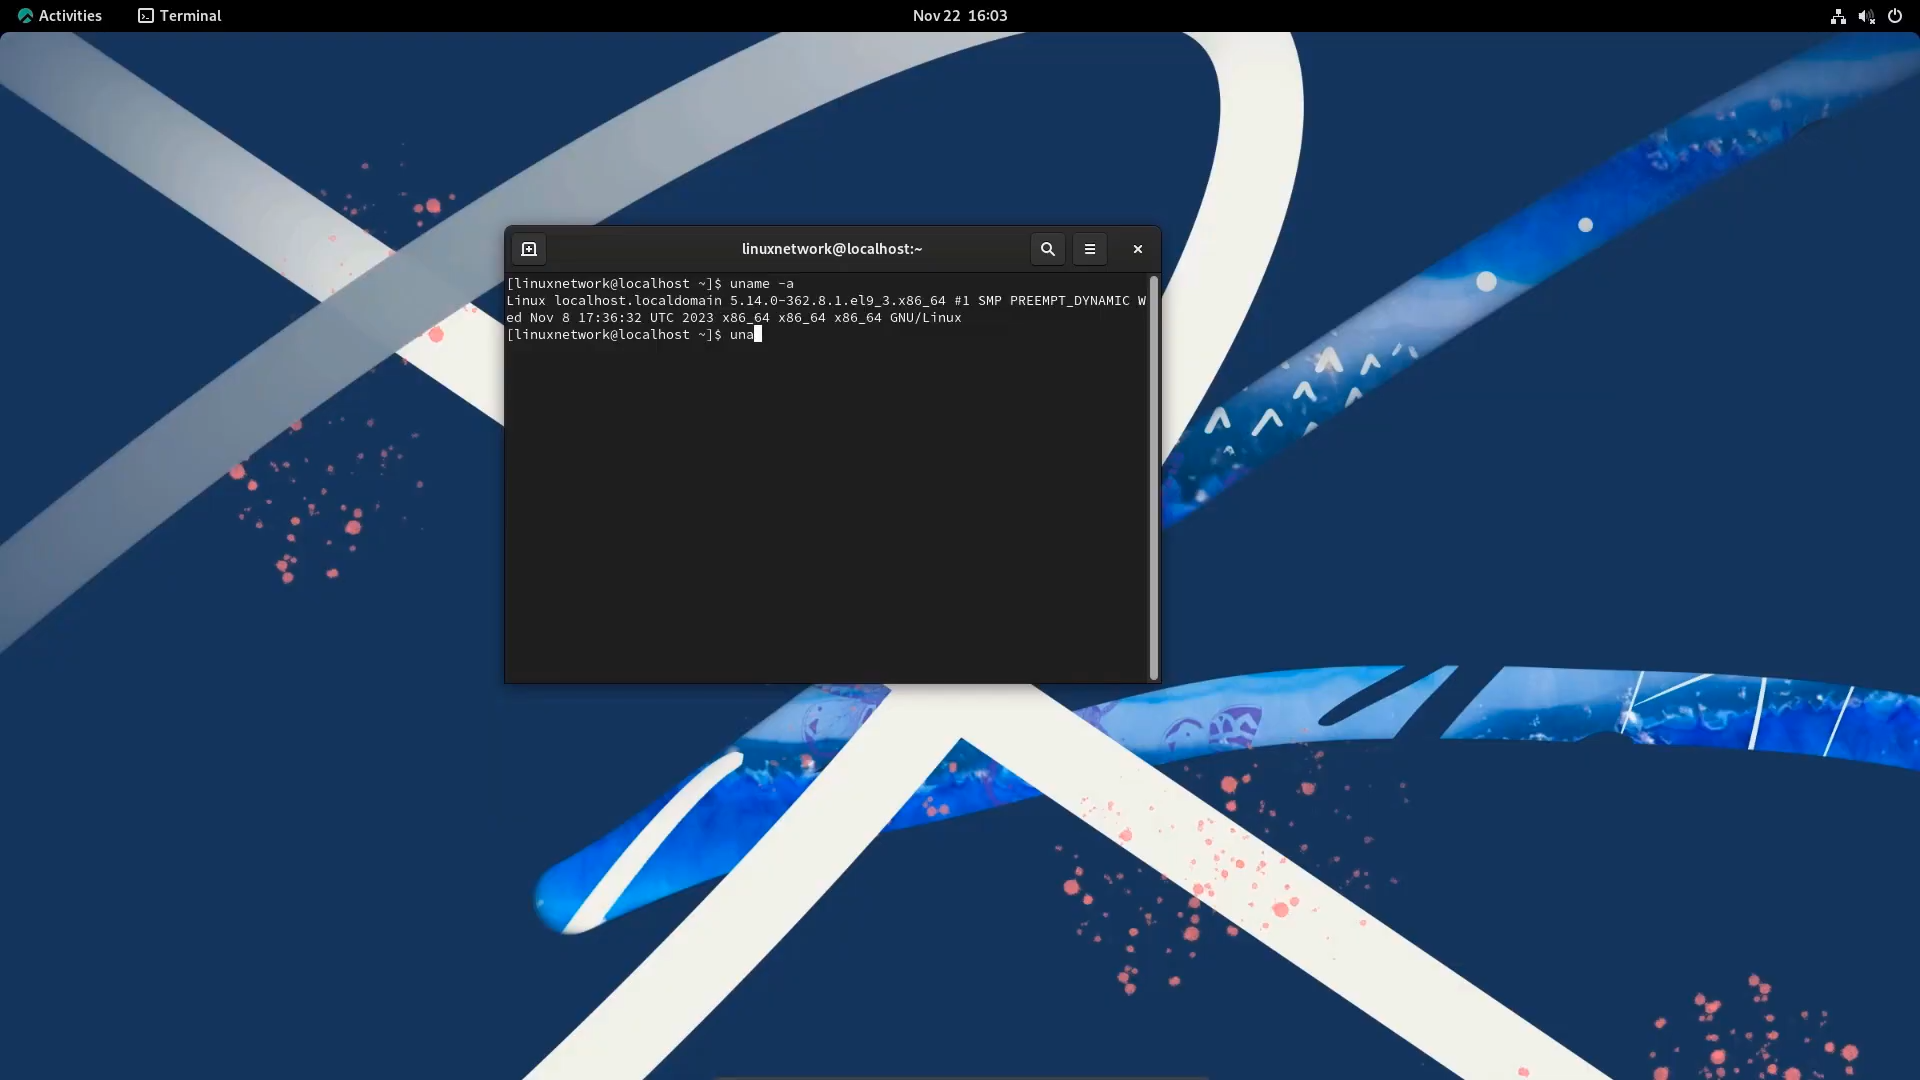 Activities Terminal Nov 22 16:03
linuxnetwork@localhost:~
[linuxnetwork@localhost ~]$ uname -a
Linux localhost.localdomain 5.14.0-362.8.1.el9_3.x86_64 #1 SMP PREEMPT_DYNAMIC W
ed Nov 8 17:36:32 UTC 2023 x86_64 x86_64 x86_64 GNU/Linux
[linuxnetwork@localhost ~]$ una